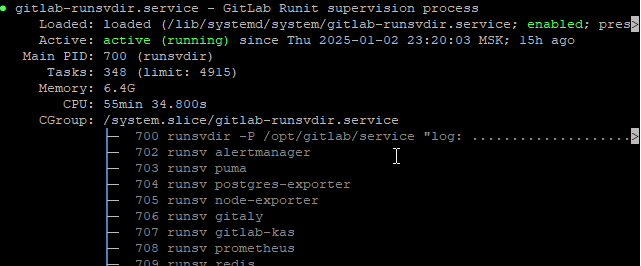 ● gitlab-runsvdir.service - GitLab Runit supervision process
Loaded: loaded (/lib/systemd/system/gitlab-runsvdir.service; enabled; pres>
Active: active (running) since Thu 2025-01-02 23:20:03 MSK; 15h ago
Main PID: 700 (runsvdir)
Tasks: 348 (limit: 4915)
Memory: 6.4G
CPU: 55min 34.800s
CGroup: /system.slice/gitlab-runsvdir.service
├─ 700 runsvdir -P /opt/gitlab/service "log: ....................>
├─ 702 runsv alertmanager
├─ 703 runsv puma
├─ 704 runsv postgres-exporter
├─ 705 runsv node-exporter
├─ 706 runsv gitaly
├─ 707 runsv gitlab-kas
├─ 708 runsv prometheus
├─ 709 runsv redis